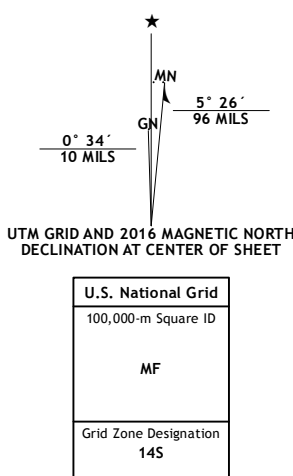 MN
5° 26´
96 MILS
GN
0° 34´
10 MILS
UTM GRID AND 2016 MAGNETIC NORTH
DECLINATION AT CENTER OF SHEET
U.S. National Grid
100,000-m Square ID
MF
Grid Zone Designation
14S